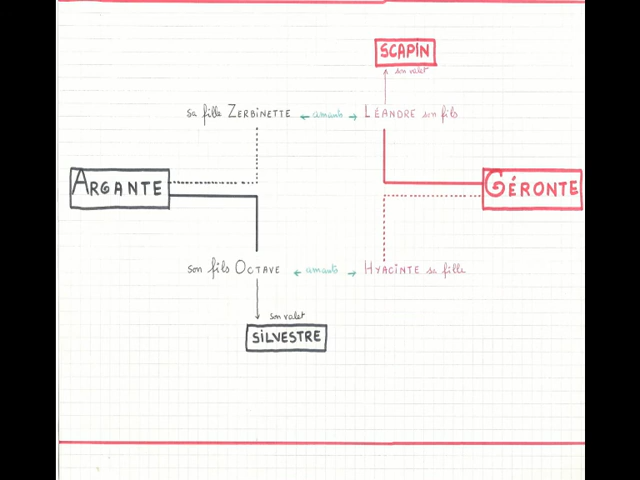 SCAPIN
son valet
sa fille ZERBINETTE ← amants → LÉANDRE son fils
ARGANTE
GÉRONTE
son fils OCTAVE ← amants → HYACINTE sa fille
son valet
SILVESTRE